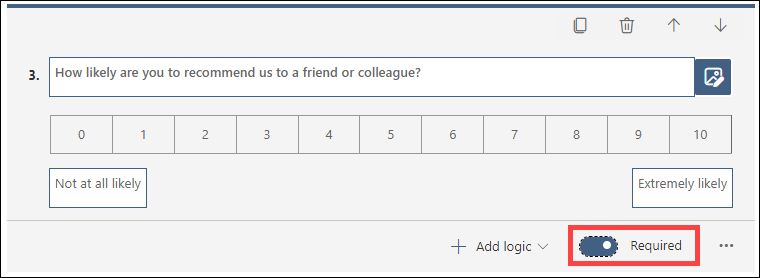 3. How likely are you to recommend us to a friend or colleague?
0 1 2 3 4 5 6 7 8 9 10
Not at all likely Extremely likely
Add logic Required